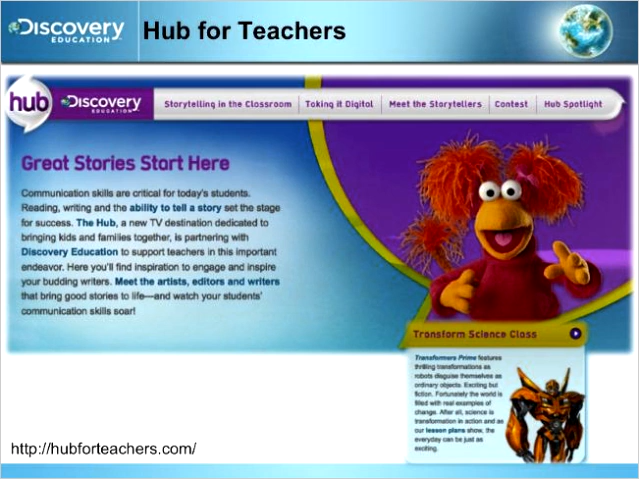 Discovery
EDUCATION
Hub for Teachers
hub
Discovery
EDUCATION
Storytelling in the Classroom
Taking it Digital
Meet the Storytellers
Contest
Hub Spotlight
Great Stories Start Here
Communication skills are critical for today's students.
Reading, writing and the ability to tell a story set the stage
for success. The Hub, a new TV destination dedicated to
bringing kids and families together, is partnering with
Discovery Education to support teachers in this important
endeavor. Here you'll find inspiration to engage and inspire
your budding writers. Meet the artists, editors and writers
that bring good stories to life—and watch your students'
communication skills soar!
Transform Science Class
Transformers Prime features
thrilling transformations as
robots disguise themselves as
ordinary objects. Exciting but
fiction. Fortunately the world is
filled with real examples of
change. After all, science is
transformation in action and as
our lesson plans show, the
everyday can be just as
exciting.
http://hubforteachers.com/